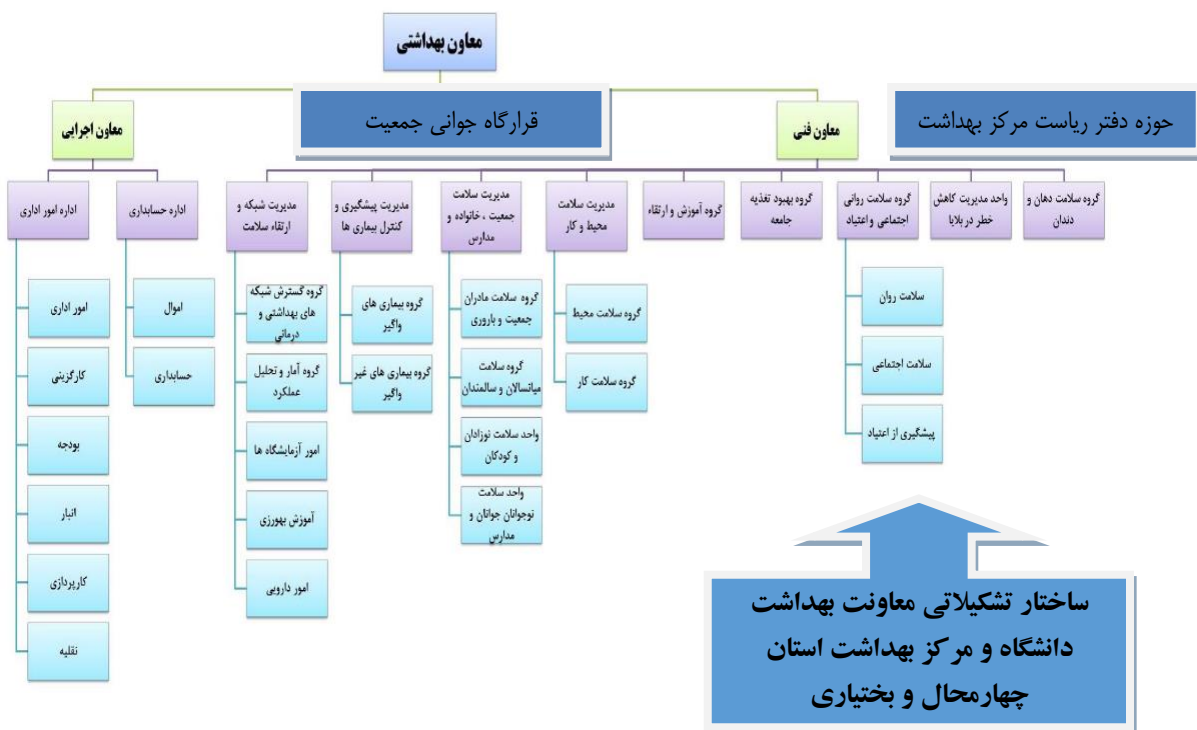 معاون بهداشتی
حوزه دفتر ریاست مرکز بهداشت
قرارگاه جوانی جمعیت
معاون فنی
معاون اجرایی
گروه سلامت دهان و
دندان
واحد مدیریت کاهش
خطر در بلایا
گروه سلامت روانی
اجتماعی و اعتیاد
گروه بهبود تغذیه
جامعه
گروه آموزش و ارتقاء
مدیریت سلامت
محیط و کار
مدیریت سلامت
جمعیت ، خانواده و
مدارس
مدیریت پیشگیری و
کنترل بیماری ها
مدیریت شبکه و
ارتقاء سلامت
اداره حسابداری
اداره امور اداری
سلامت روان
سلامت اجتماعی
پیشگیری از اعتیاد
گروه سلامت محیط
گروه سلامت کار
گروه سلامت مادران
جمعیت و باروری
گروه سلامت
میانسالان و سالمندان
واحد سلامت نوزادان
و کودکان
واحد سلامت
نوجوانان جوانان و
مدارس
گروه بیماری های
واگیر
گروه بیماری های غیر
واگیر
گروه گسترش شبکه
های بهداشتی و
درمانی
گروه آمار و تحلیل
عملکرد
امور آزمایشگاه ها
آموزش بهورزی
امور دارویی
اموال
حسابداری
امور اداری
کارگزینی
بودجه
انبار
کارپردازی
نقلیه
ساختار تشکیلاتی معاونت بهداشت
دانشگاه و مرکز بهداشت استان
چهارمحال و بختیاری